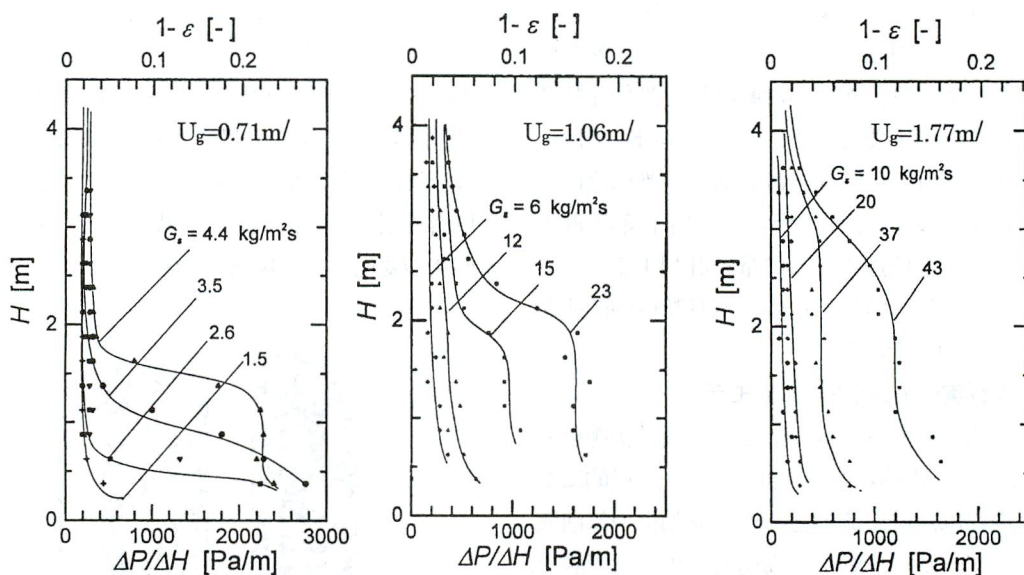 1- ε [-]
0 0.1 0.2
U_g=0.71m/
G_s = 4.4 kg/m²s
3.5
2.6
1.5
4
2
0
H [m]
0 1000 2000 3000
ΔP/ΔH [Pa/m]
1- ε [-]
0 0.1 0.2
U_g=1.06m/
G_s = 6 kg/m²s
12
15
23
4
2
0
H [m]
0 1000 2000
ΔP/ΔH [Pa/m]
1- ε [-]
0 0.1 0.2
U_g=1.77m/
G_s = 10 kg/m²s
20
37
43
4
2
0
H [m]
0 1000 2000
ΔP/ΔH [Pa/m]